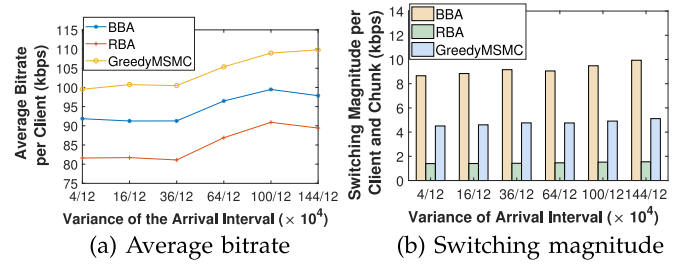 115
110
105
100
95
90
85
80
75
Average Bitrate
per Client (kbps)
BBA
RBA
GreedyMSMC
4/12 16/12 36/12 64/12 100/12 144/12
Variance of the Arrival Interval (× 10⁴)
(a) Average bitrate
14
12
10
8
6
4
2
0
Switching Magnitude per
Client and Chunk (kbps)
BBA
RBA
GreedyMSMC
4/12 16/12 36/12 64/12 100/12 144/12
Variance of Arrival Interval (× 10⁴)
(b) Switching magnitude